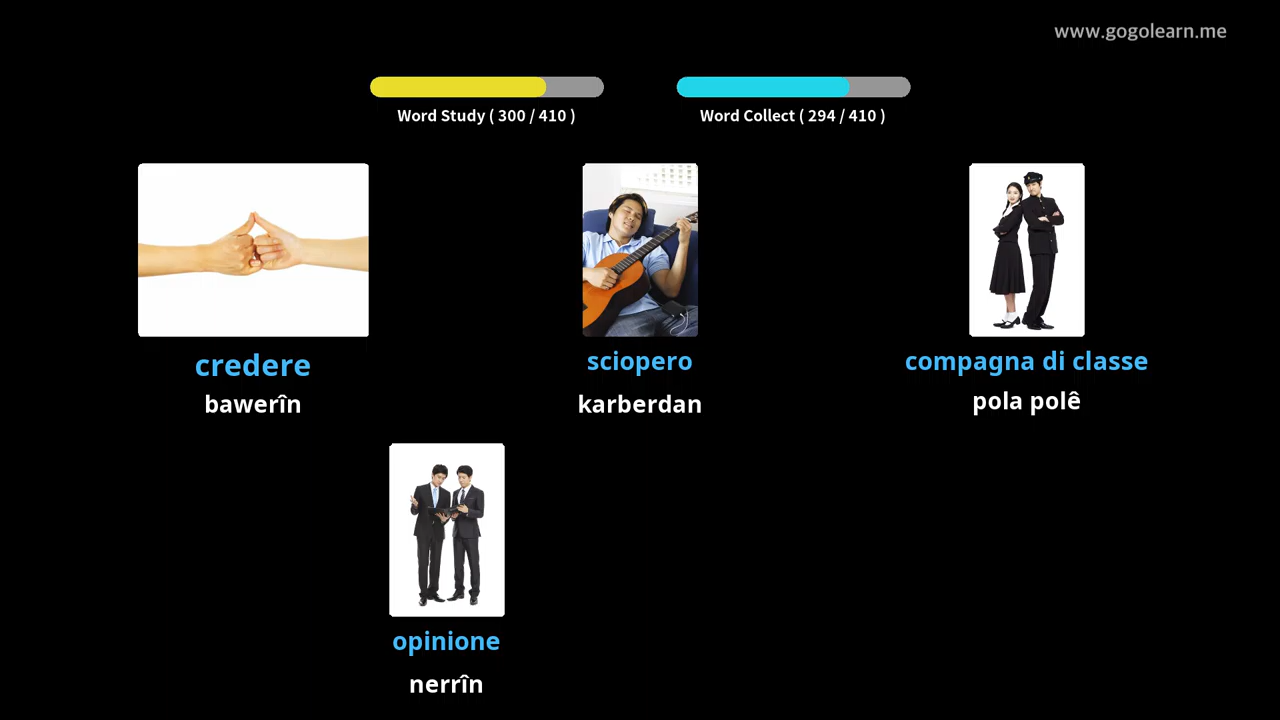 www.gogolearn.me
Word Study ( 300 / 410 )
Word Collect ( 294 / 410 )
credere
bawerîn
sciopero
karberdan
compagna di classe
pola polê
opinione
nerrîn